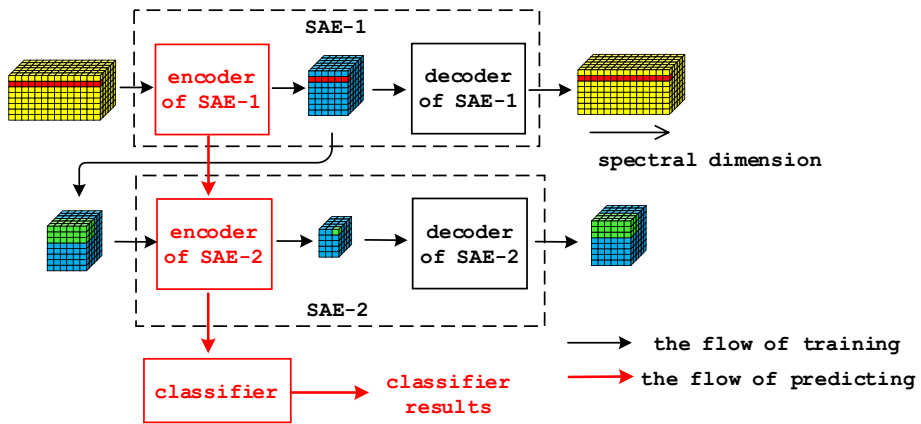 SAE-1
encoder
of SAE-1
decoder
of SAE-1
spectral dimension
encoder
of SAE-2
decoder
of SAE-2
SAE-2
the flow of training
the flow of predicting
classifier
classifier
results